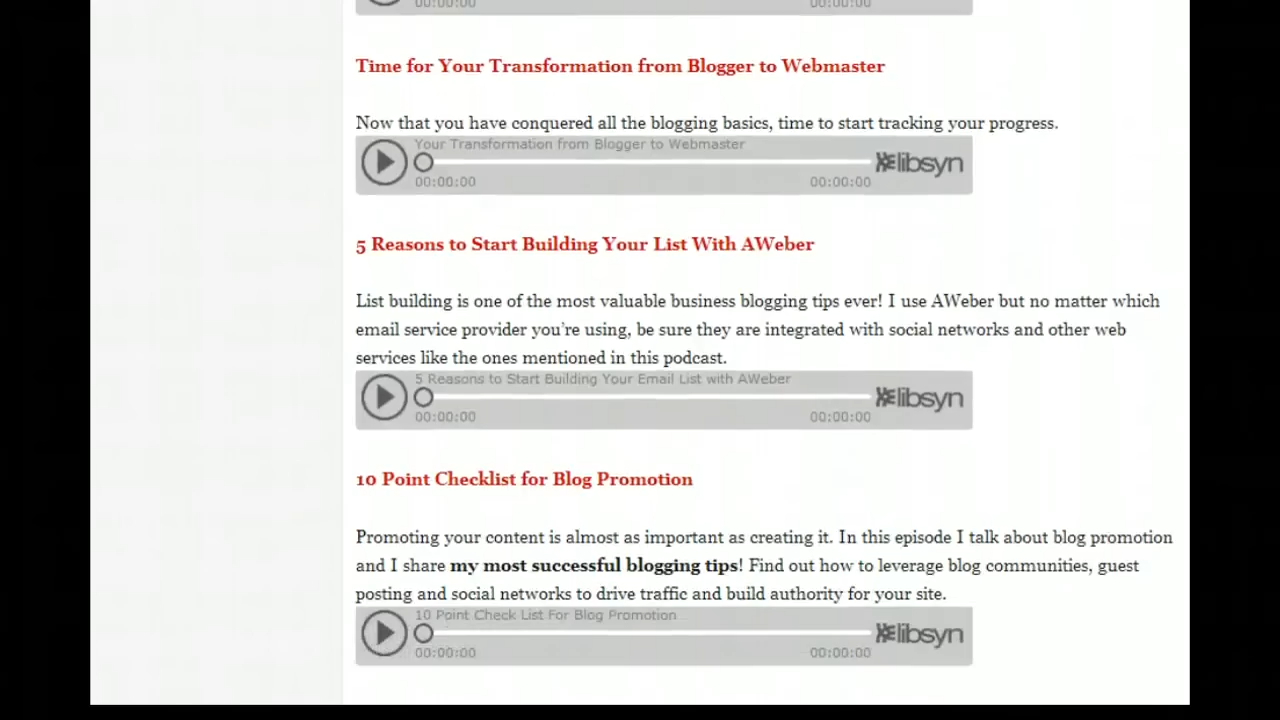 00:00:00 00:00:00
Time for Your Transformation from Blogger to Webmaster
Now that you have conquered all the blogging basics, time to start tracking your progress.
Your Transformation from Blogger to Webmaster
libsyn
00:00:00 00:00:00
5 Reasons to Start Building Your List With AWeber
List building is one of the most valuable business blogging tips ever! I use AWeber but no matter which
email service provider you’re using, be sure they are integrated with social networks and other web
services like the ones mentioned in this podcast.
5 Reasons to Start Building Your Email List with AWeber
libsyn
00:00:00 00:00:00
10 Point Checklist for Blog Promotion
Promoting your content is almost as important as creating it. In this episode I talk about blog promotion
and I share my most successful blogging tips! Find out how to leverage blog communities, guest
posting and social networks to drive traffic and build authority for your site.
10 Point Check List For Blog Promotion
libsyn
00:00:00 00:00:00